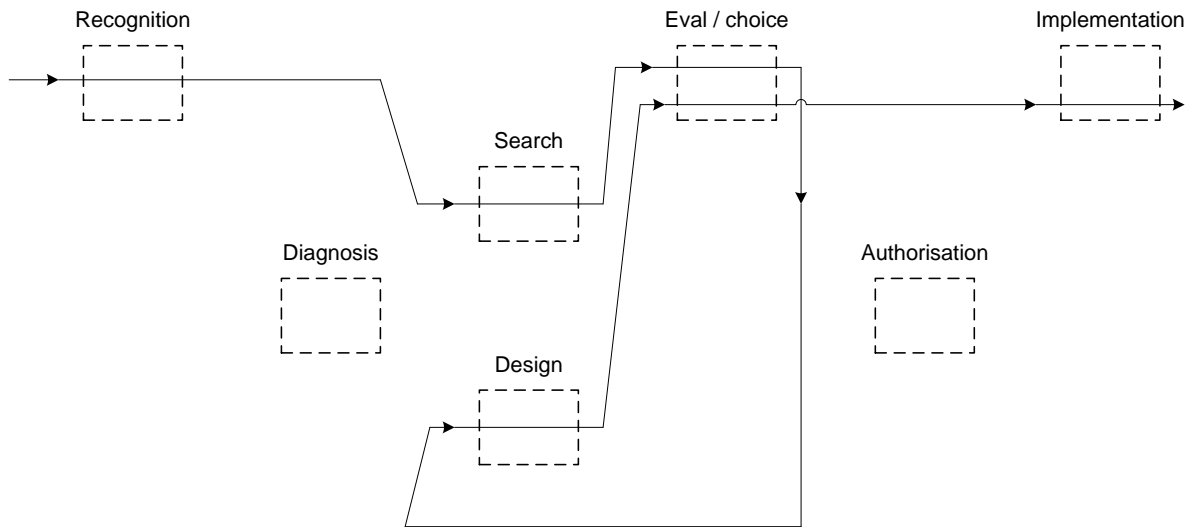 Recognition
Eval / choice
Implementation
Search
Diagnosis
Authorisation
Design